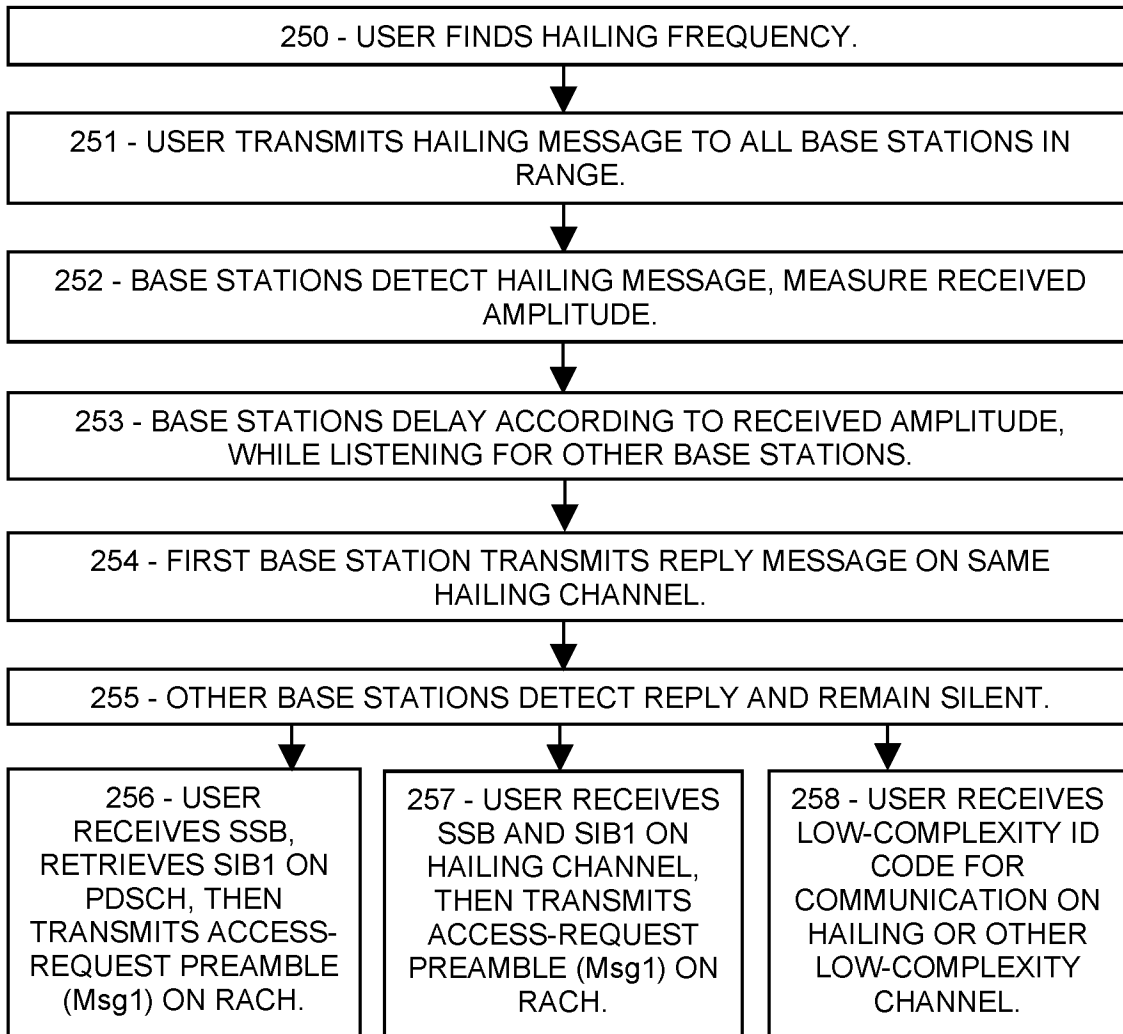 250 - USER FINDS HAILING FREQUENCY.
251 - USER TRANSMITS HAILING MESSAGE TO ALL BASE STATIONS IN
RANGE.
252 - BASE STATIONS DETECT HAILING MESSAGE, MEASURE RECEIVED
AMPLITUDE.
253 - BASE STATIONS DELAY ACCORDING TO RECEIVED AMPLITUDE,
WHILE LISTENING FOR OTHER BASE STATIONS.
254 - FIRST BASE STATION TRANSMITS REPLY MESSAGE ON SAME
HAILING CHANNEL.
255 - OTHER BASE STATIONS DETECT REPLY AND REMAIN SILENT.
256 - USER
RECEIVES SSB,
RETRIEVES SIB1 ON
PDSCH, THEN
TRANSMITS ACCESS-
REQUEST PREAMBLE
(Msg1) ON RACH.
257 - USER RECEIVES
SSB AND SIB1 ON
HAILING CHANNEL,
THEN TRANSMITS
ACCESS-REQUEST
PREAMBLE (Msg1) ON
RACH.
258 - USER RECEIVES
LOW-COMPLEXITY ID
CODE FOR
COMMUNICATION ON
HAILING OR OTHER
LOW-COMPLEXITY
CHANNEL.